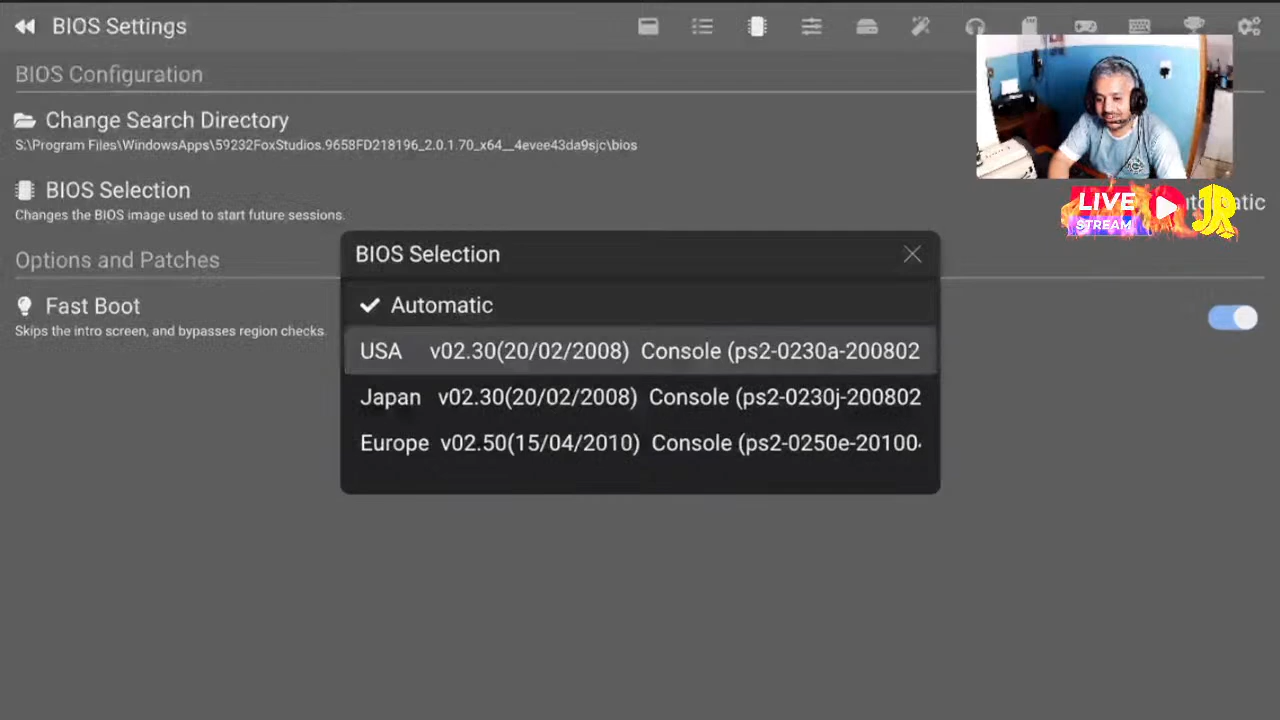 BIOS Settings
BIOS Configuration
Change Search Directory
S:\Program Files\WindowsApps\59232FoxStudios.9658FD218196_2.0.1.70_x64__4evee43da9sjc\bios
BIOS Selection
Changes the BIOS image used to start future sessions.
LIVE
STREAM
JR
Options and Patches
Fast Boot
Skips the intro screen, and bypasses region checks.
BIOS Selection
Automatic
USA v02.30(20/02/2008) Console (ps2-0230a-200802
Japan v02.30(20/02/2008) Console (ps2-0230j-200802
Europe v02.50(15/04/2010) Console (ps2-0250e-20100